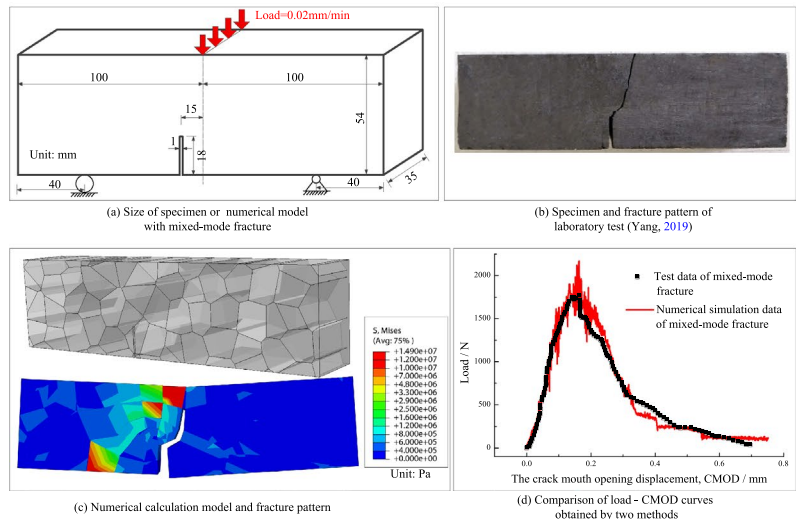 Load=0.02mm/min
100
100
15
54
1
18
Unit: mm
40
40
35
(a) Size of specimen or numerical model
with mixed-mode fracture
(b) Specimen and fracture pattern of
laboratory test (Yang, 2019)
S, Mises
(Avg: 75%)
+1.490e+07
+1.200e+07
+1.000e+07
+7.000e+06
+4.800e+06
+3.300e+06
+2.900e+06
+2.500e+06
+1.600e+06
+1.200e+06
+8.000e+05
+4.000e+05
+0.000e+00
Unit: Pa
(c) Numerical calculation model and fracture pattern
2000
1500
1000
500
0
Load / N
Test data of mixed-mode
fracture
Numerical simulation data
of mixed-mode fracture
0.0
0.2
0.4
0.6
0.8
The crack mouth opening displacement, CMOD / mm
(d) Comparison of load - CMOD curves
obtained by two methods